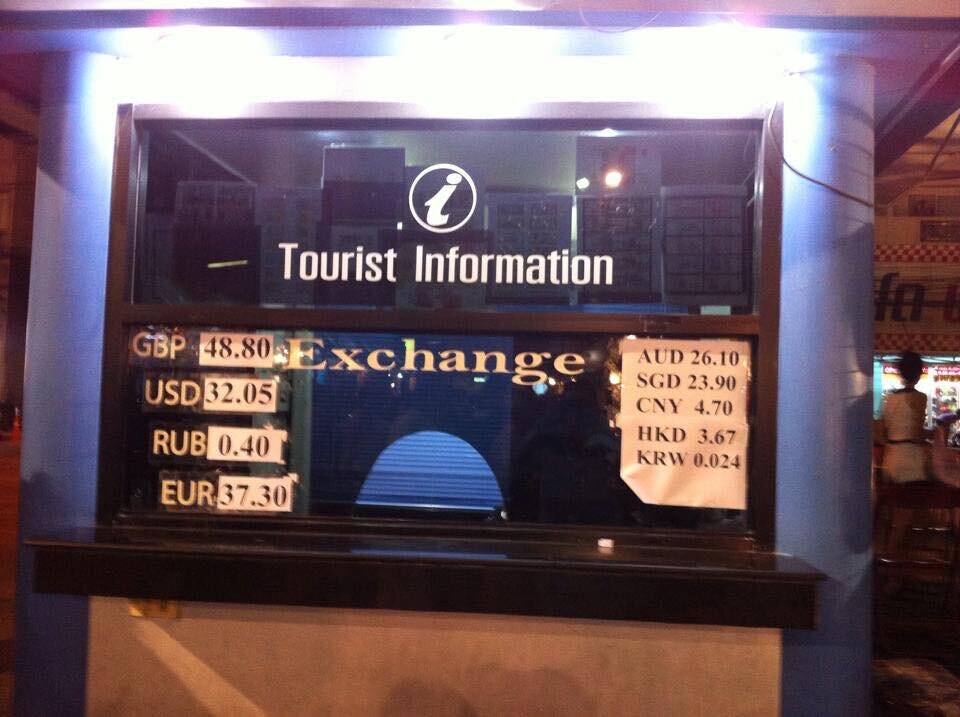 i
Tourist Information
Exchange
GBP 48.80
USD 32.05
RUB 0.40
EUR 37.30
AUD 26.10
SGD 23.90
CNY 4.70
HKD 3.67
KRW 0.024